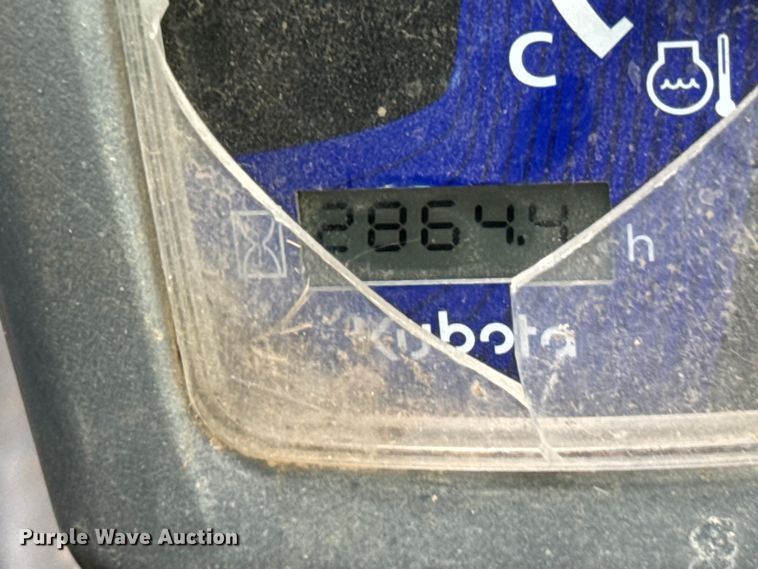 C
2864.4 h
Kubota
Purple Wave Auction